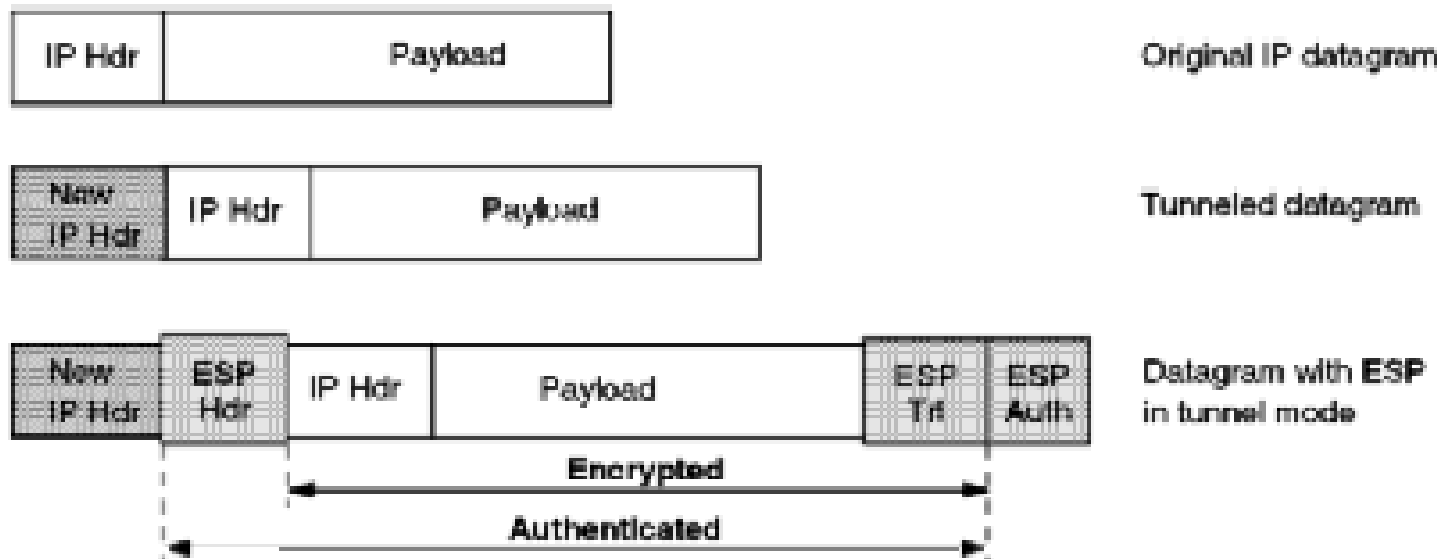 IP Hdr Payload Original IP datagram
New
IP Hdr IP Hdr Payload Tunneled datagram
New
IP Hdr ESP
Hdr IP Hdr Payload ESP
Trl ESP
Auth Datagram with ESP
in tunnel mode
Encrypted
Authenticated